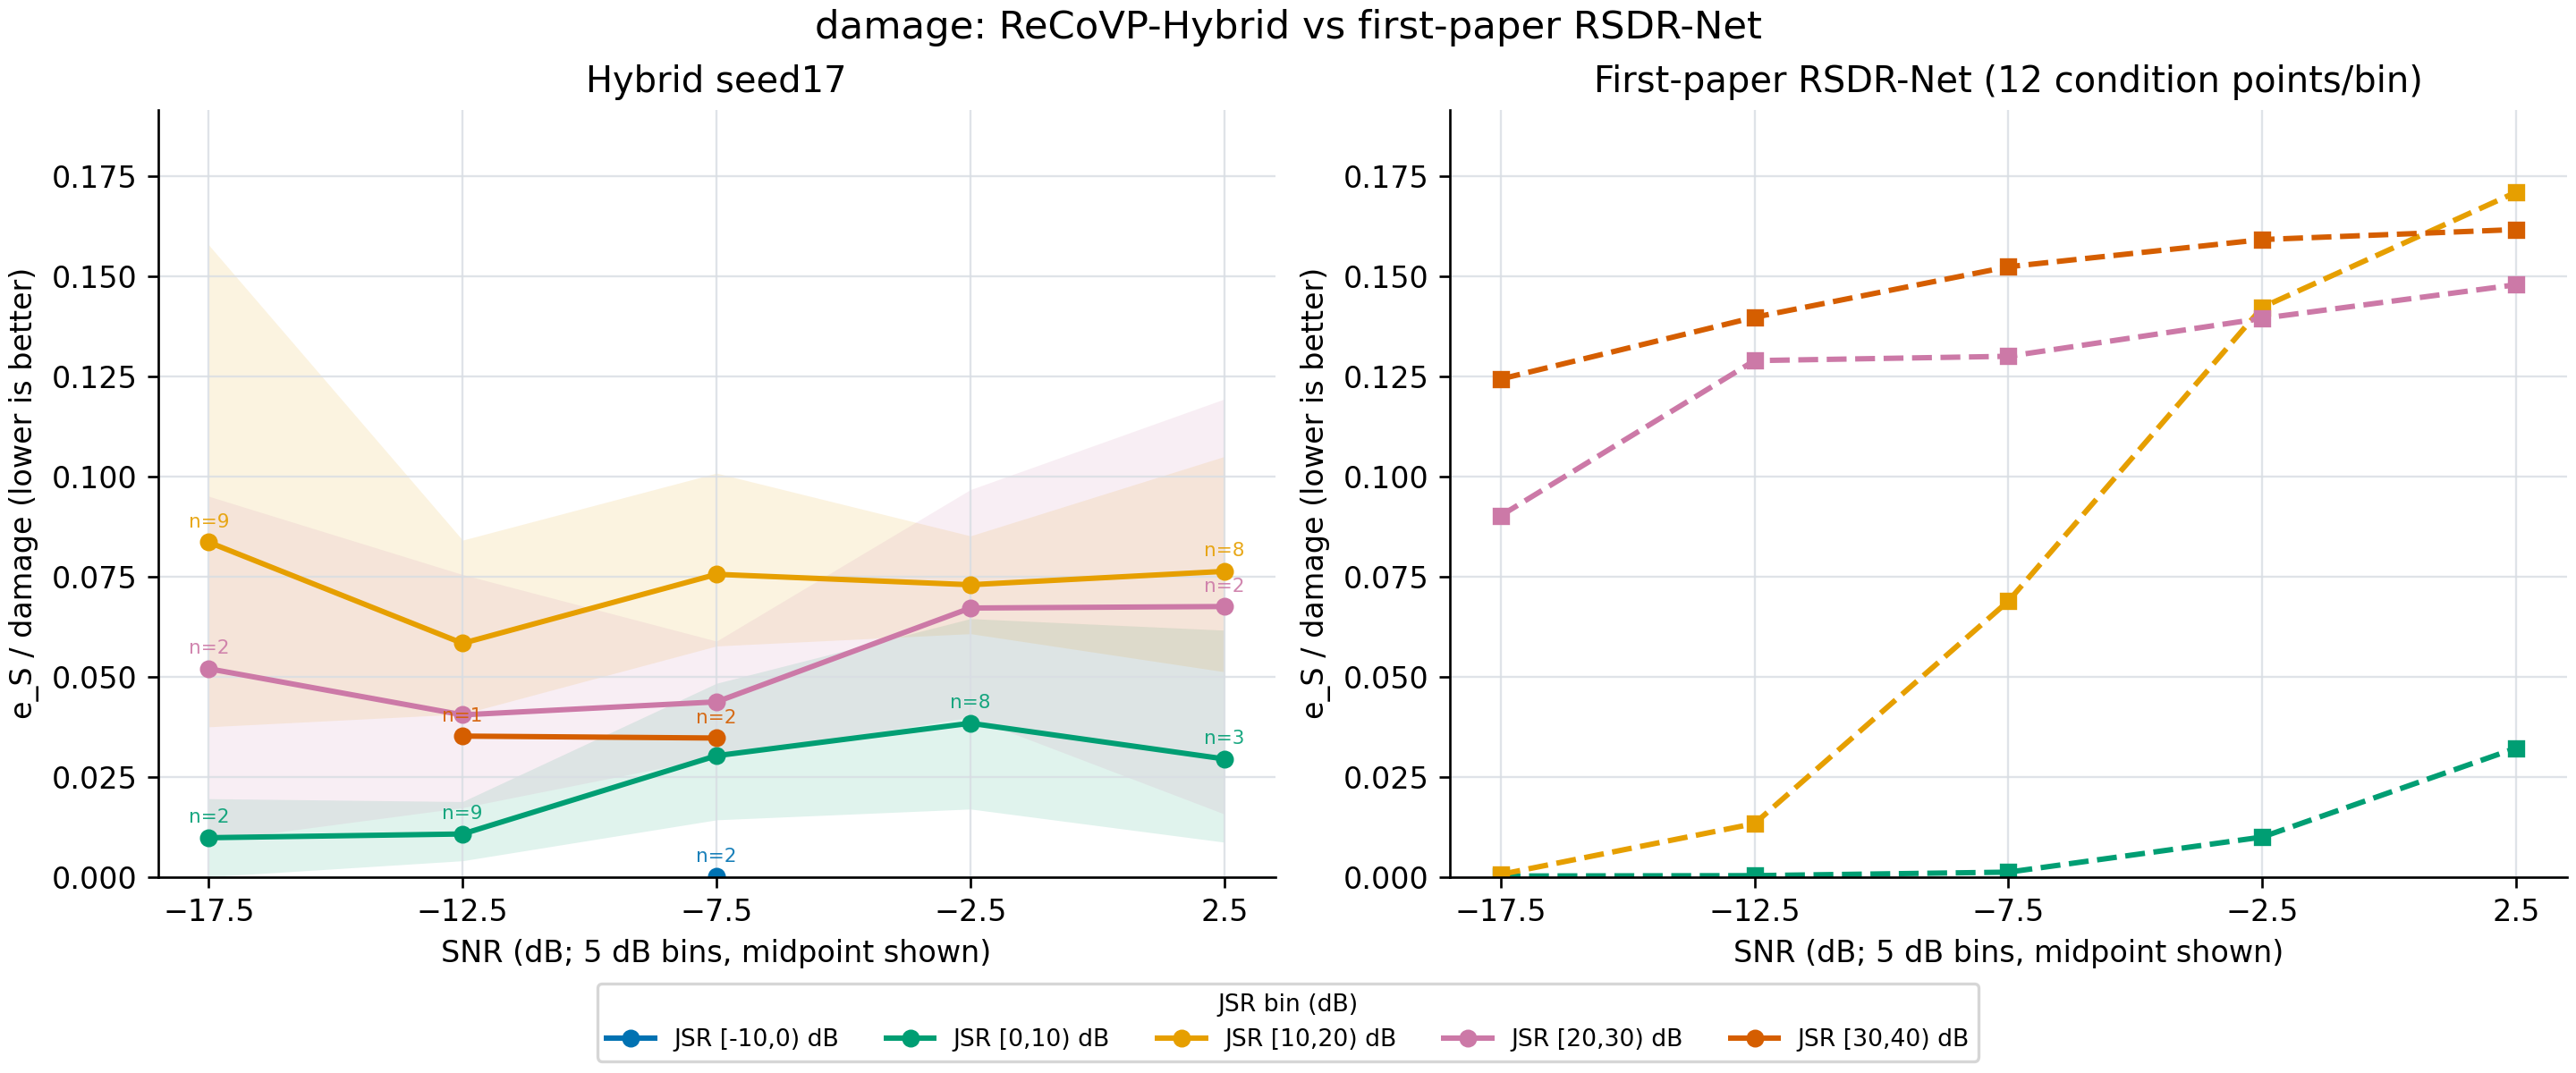 damage: ReCoVP-Hybrid vs first-paper RSDR-Net
Hybrid seed17
e_S / damage (lower is better)
0.175
0.150
0.125
0.100
0.075
0.050
0.025
0.000
n=9
n=8
n=2
n=2
n=1
n=2
n=8
n=3
n=2
n=9
n=2
−17.5
−12.5
−7.5
−2.5
2.5
SNR (dB; 5 dB bins, midpoint shown)
First-paper RSDR-Net (12 condition points/bin)
e_S / damage (lower is better)
0.175
0.150
0.125
0.100
0.075
0.050
0.025
0.000
−17.5
−12.5
−7.5
−2.5
2.5
SNR (dB; 5 dB bins, midpoint shown)
JSR bin (dB)
JSR [-10,0) dB
JSR [0,10) dB
JSR [10,20) dB
JSR [20,30) dB
JSR [30,40) dB